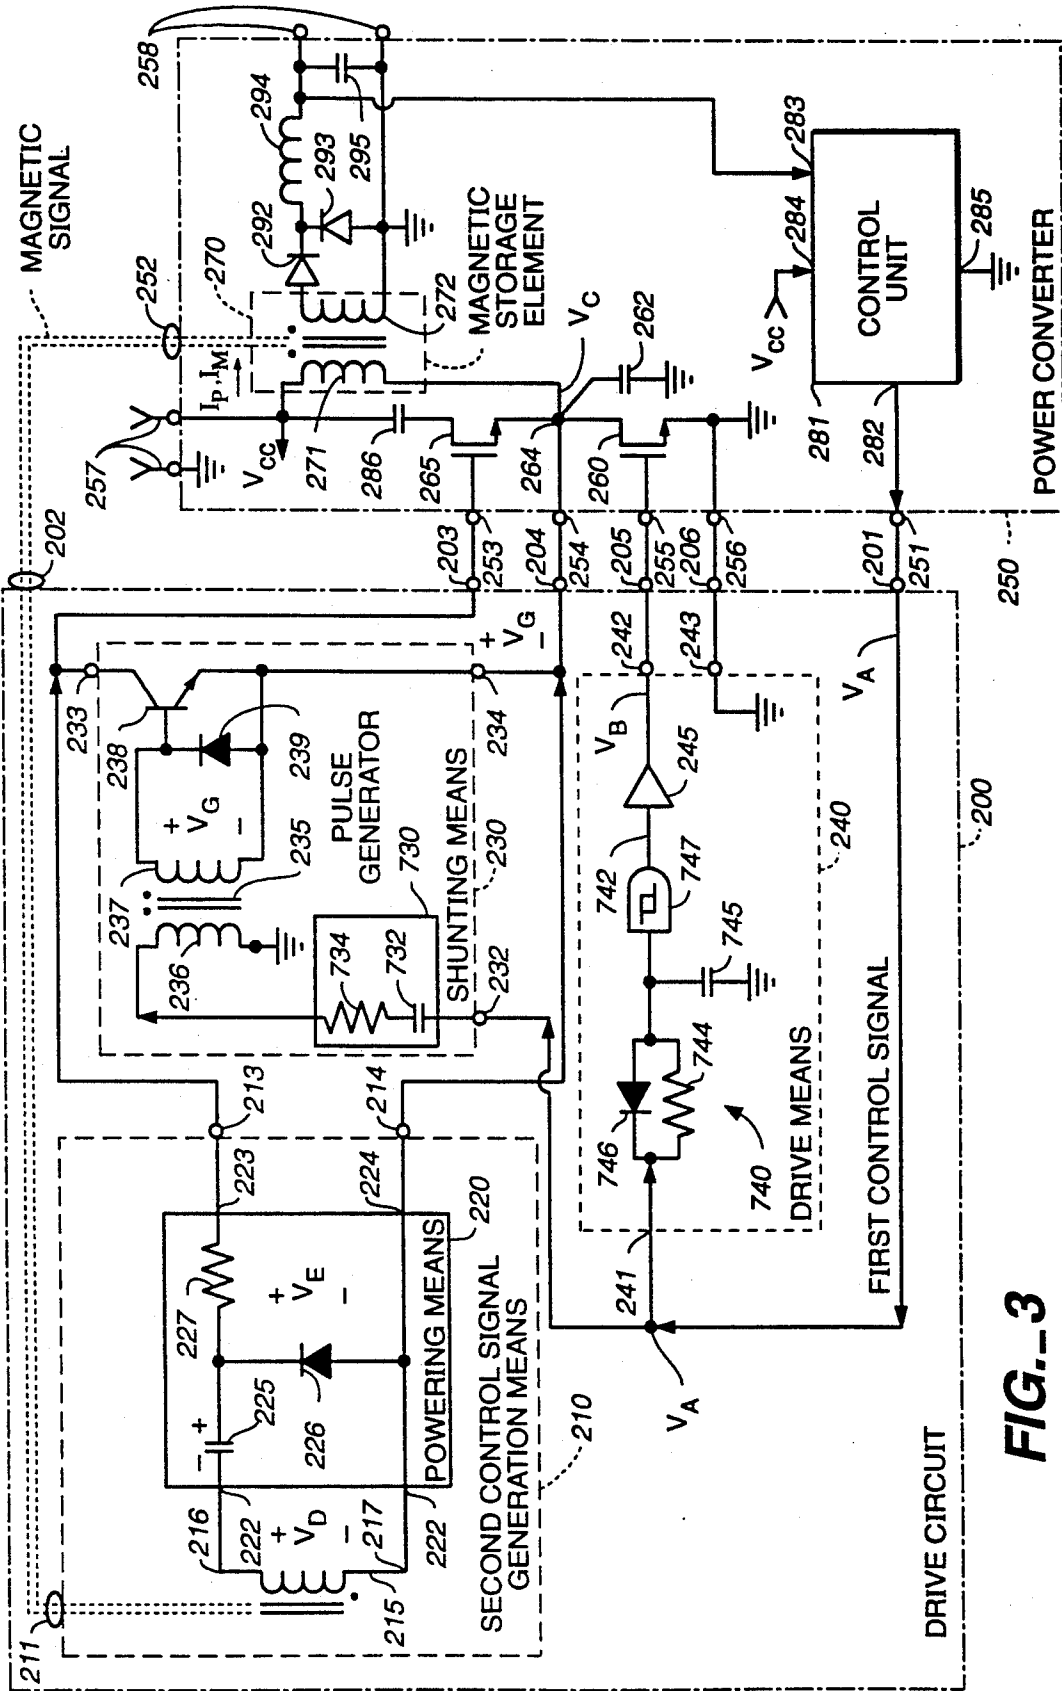 MAGNETIC
SIGNAL
258
294
293
295
292
252
270
I_P, I_M
272
MAGNETIC
STORAGE
ELEMENT
257
V_CC
271
286
265
264
V_C
262
260
V_CC
284
283
281
CONTROL
UNIT
282
285
POWER CONVERTER
250
202
203
253
204
254
205
255
206
256
201
251
V_A
233
238
239
+
V_G
−
237
235
236
PULSE
GENERATOR
730
734
732
SHUNTING MEANS
230
232
234
+
V_G
−
242
243
V_B
245
742
747
745
240
746
744
740
DRIVE MEANS
241
200
FIRST CONTROL SIGNAL
V_A
213
214
223
224
220
227
+
V_E
−
− +
225
226
POWERING MEANS
216
222
+
V_D
−
217
222
215
211
SECOND CONTROL SIGNAL
GENERATION MEANS
210
DRIVE CIRCUIT
FIG._3